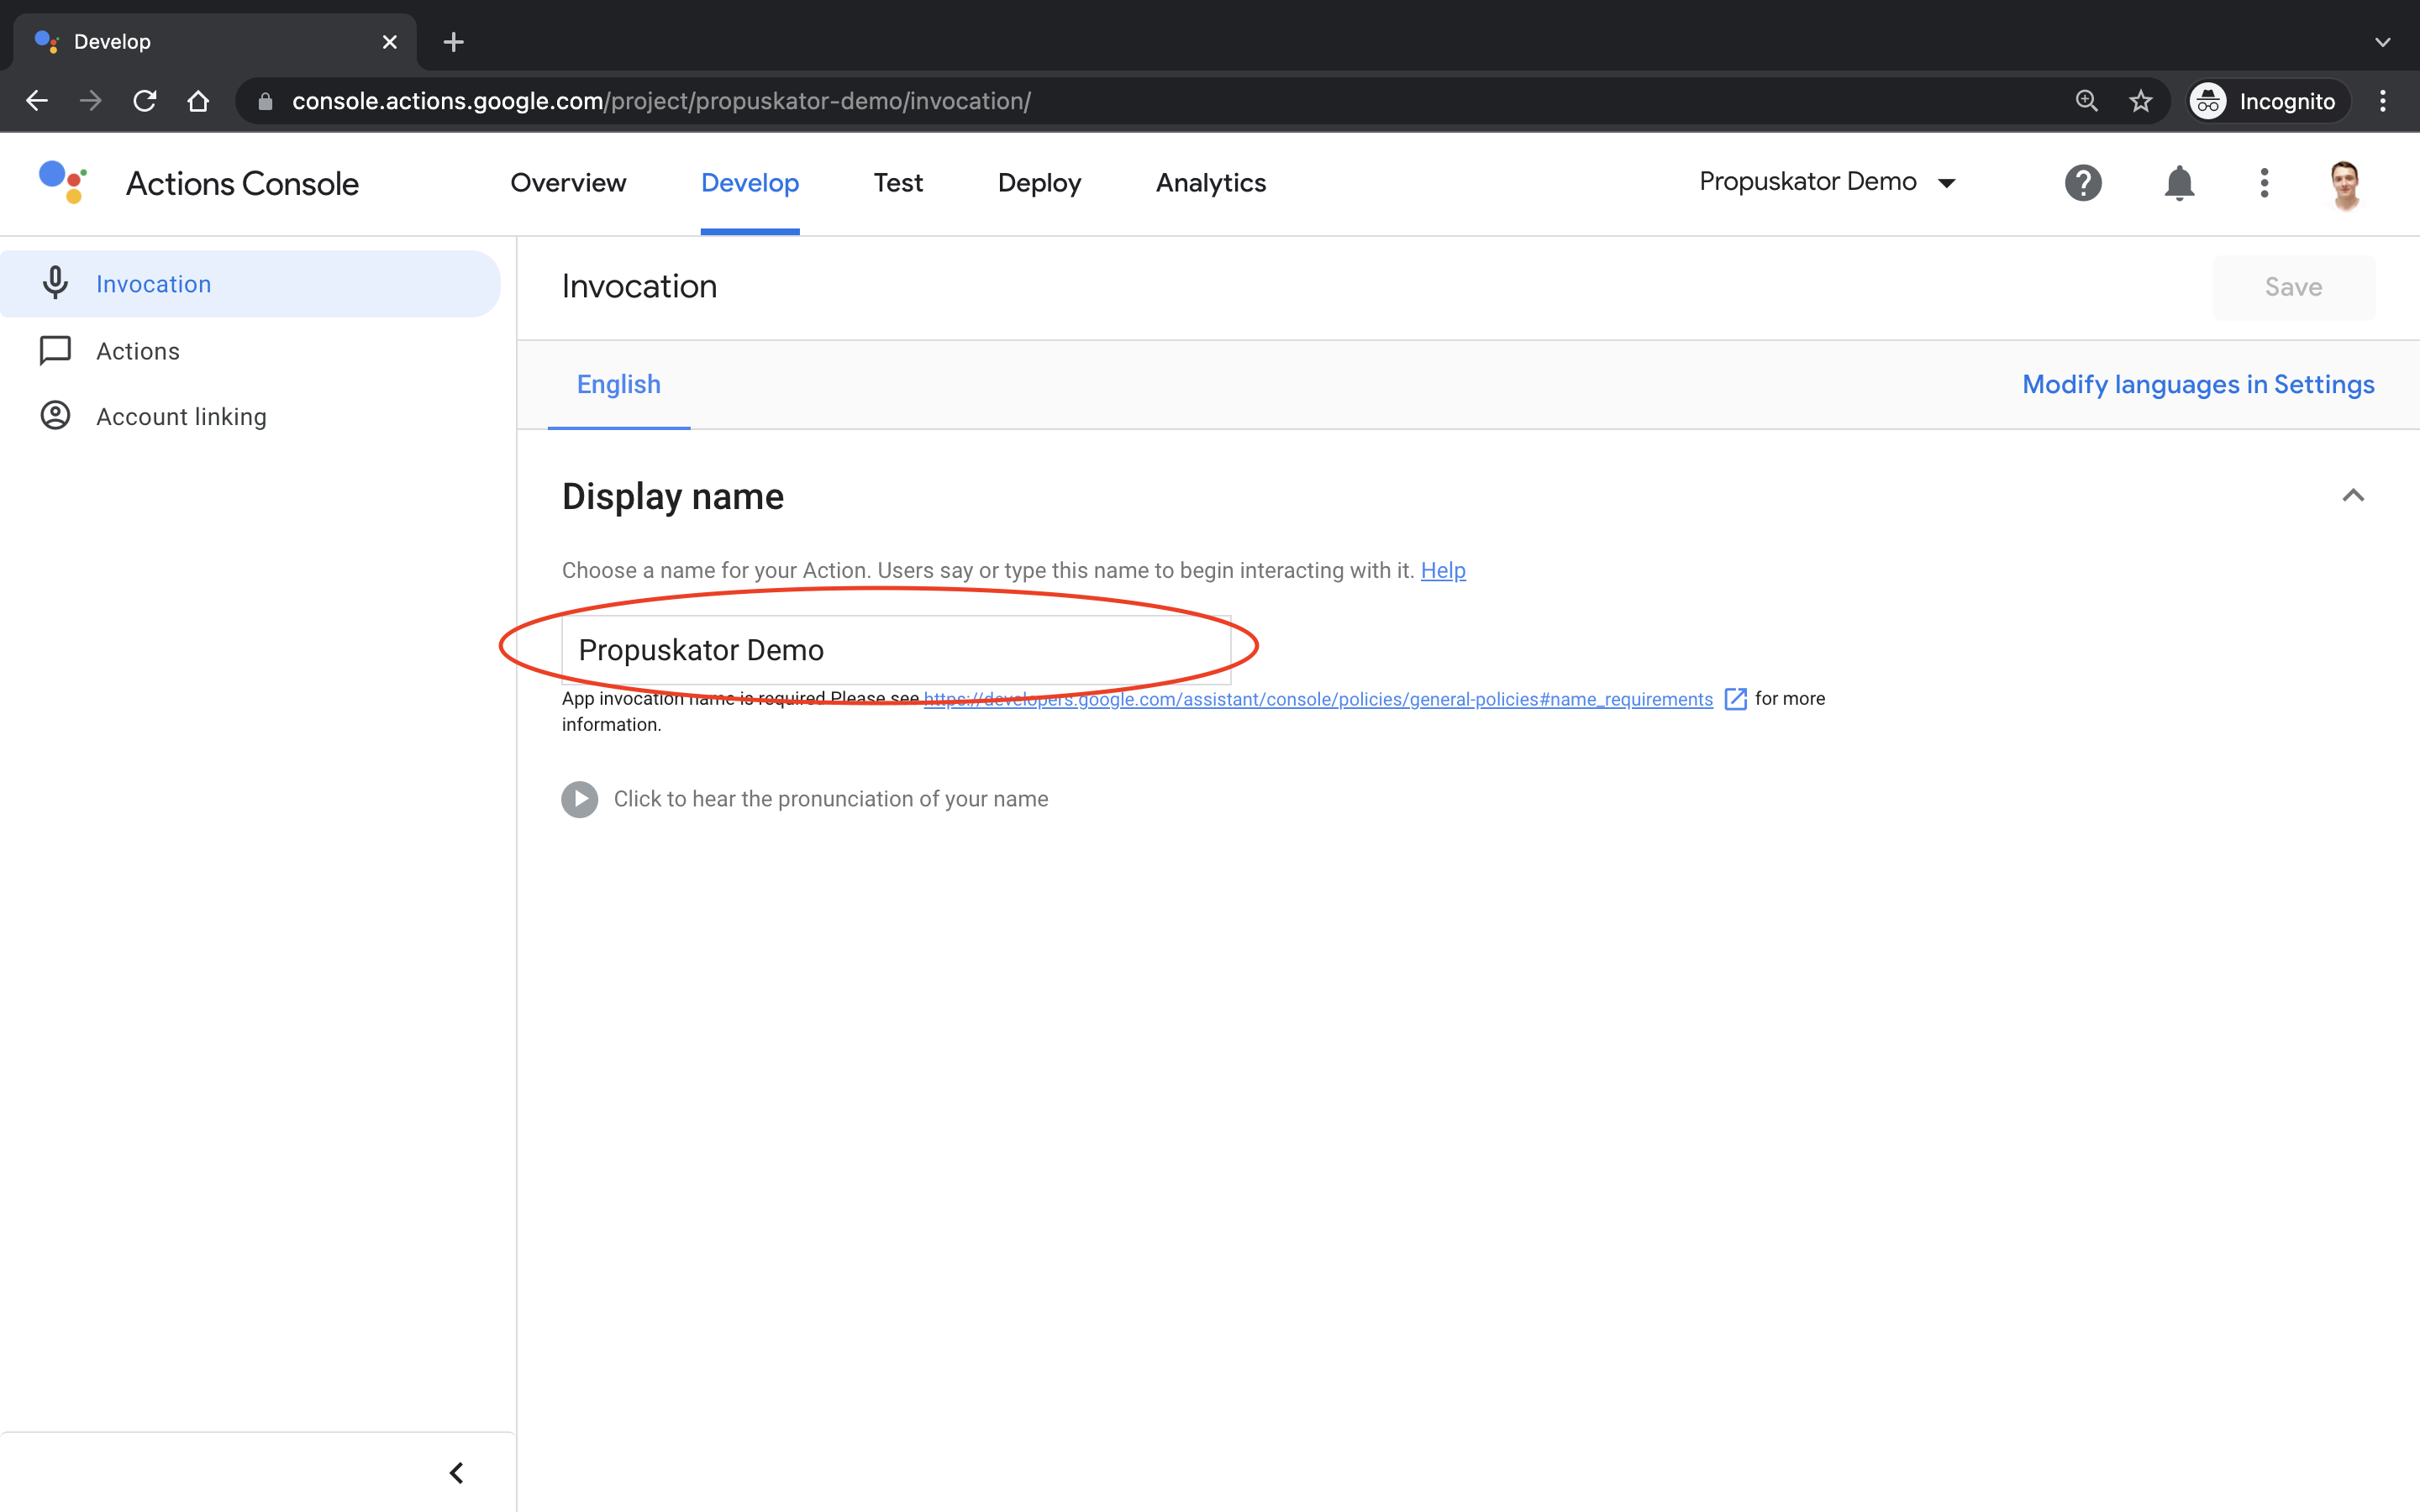 Develop
console.actions.google.com/project/propuskator-demo/invocation/
Incognito
Actions Console
Overview
Develop
Test
Deploy
Analytics
Propuskator Demo
Invocation
Actions
Account linking
Invocation
Save
English
Modify languages in Settings
Display name
Choose a name for your Action. Users say or type this name to begin interacting with it. Help
Propuskator Demo
App invocation name is required Please see https://developers.google.com/assistant/console/policies/general-policies#name_requirements for more
information.
Click to hear the pronunciation of your name